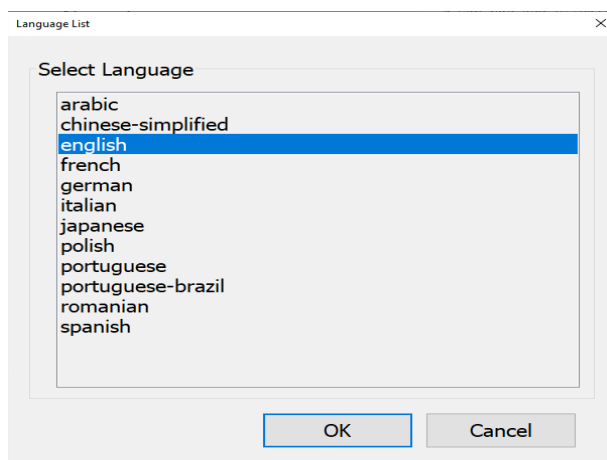 Language List
Select Language
arabic
chinese-simplified
english
french
german
italian
japanese
polish
portuguese
portuguese-brazil
romanian
spanish
OK Cancel